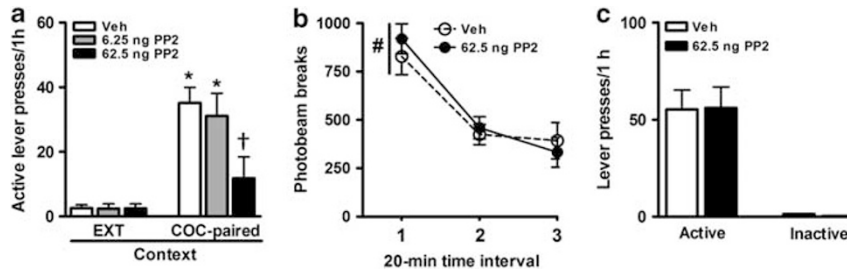 a
Veh
6.25 ng PP2
62.5 ng PP2
Active lever presses/1h
60
40
20
0
* * †
EXT COC-paired
Context
b
Veh
62.5 ng PP2
#
Photobeam breaks
1000
750
500
250
0
1 2 3
20-min time interval
c
Veh
62.5 ng PP2
Lever presses/1 h
100
50
0
Active Inactive